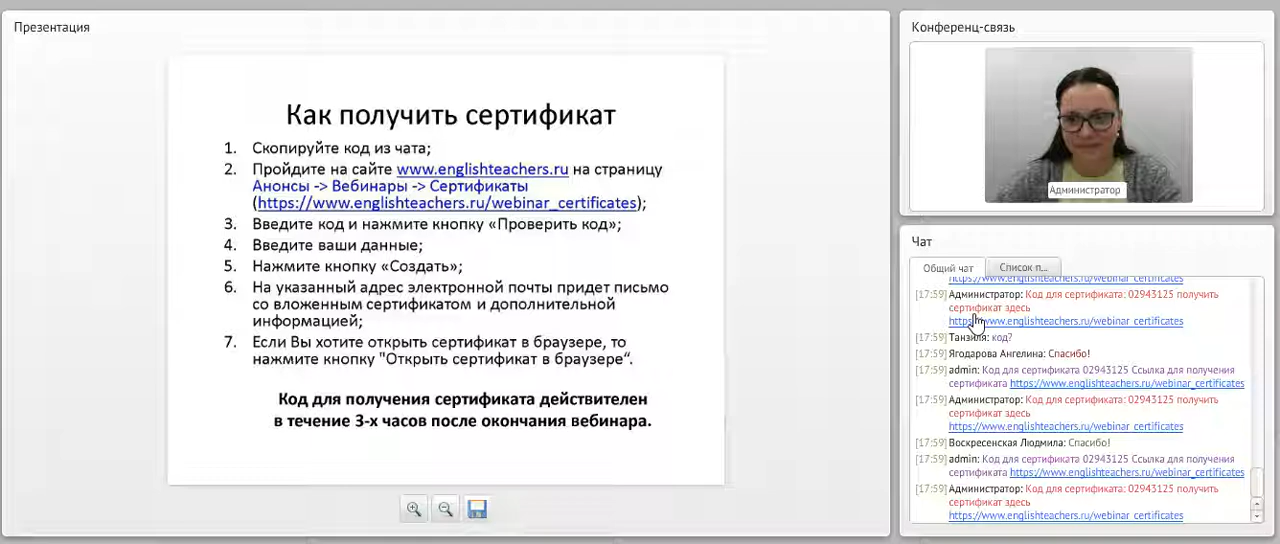 Презентация
Как получить сертификат
1. Скопируйте код из чата;
2. Пройдите на сайте www.englishteachers.ru на страницу
Анонсы -> Вебинары -> Сертификаты
(https://www.englishteachers.ru/webinar_certificates);
3. Введите код и нажмите кнопку «Проверить код»;
4. Введите ваши данные;
5. Нажмите кнопку «Создать»;
6. На указанный адрес электронной почты придет письмо
со вложенным сертификатом и дополнительной
информацией;
7. Если Вы хотите открыть сертификат в браузере, то
нажмите кнопку "Открыть сертификат в браузере“.
Код для получения сертификата действителен
в течение 3-х часов после окончания вебинара.
Конференц-связь
Администратор
Чат
Общий чат
Список п...
https://www.englishteachers.ru/webinar_certificates
[17:59] Администратор: Код для сертификата: 02943125 получить
сертификат здесь
https://www.englishteachers.ru/webinar_certificates
[17:59] Танзиля: код?
[17:59] Ягодарова Ангелина: Спасибо!
[17:59] admin: Код для сертификата 02943125 Ссылка для получения
сертификата https://www.englishteachers.ru/webinar_certificates
[17:59] Администратор: Код для сертификата: 02943125 получить
сертификат здесь
https://www.englishteachers.ru/webinar_certificates
[17:59] Воскресенская Людмила: Спасибо!
[17:59] admin: Код для сертификата 02943125 Ссылка для получения
сертификата https://www.englishteachers.ru/webinar_certificates
[17:59] Администратор: Код для сертификата: 02943125 получить
сертификат здесь
https://www.englishteachers.ru/webinar_certificates